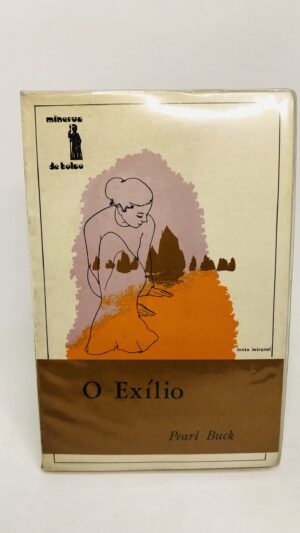 minerva
de bolso
texto integral
O Exílio
Pearl Buck